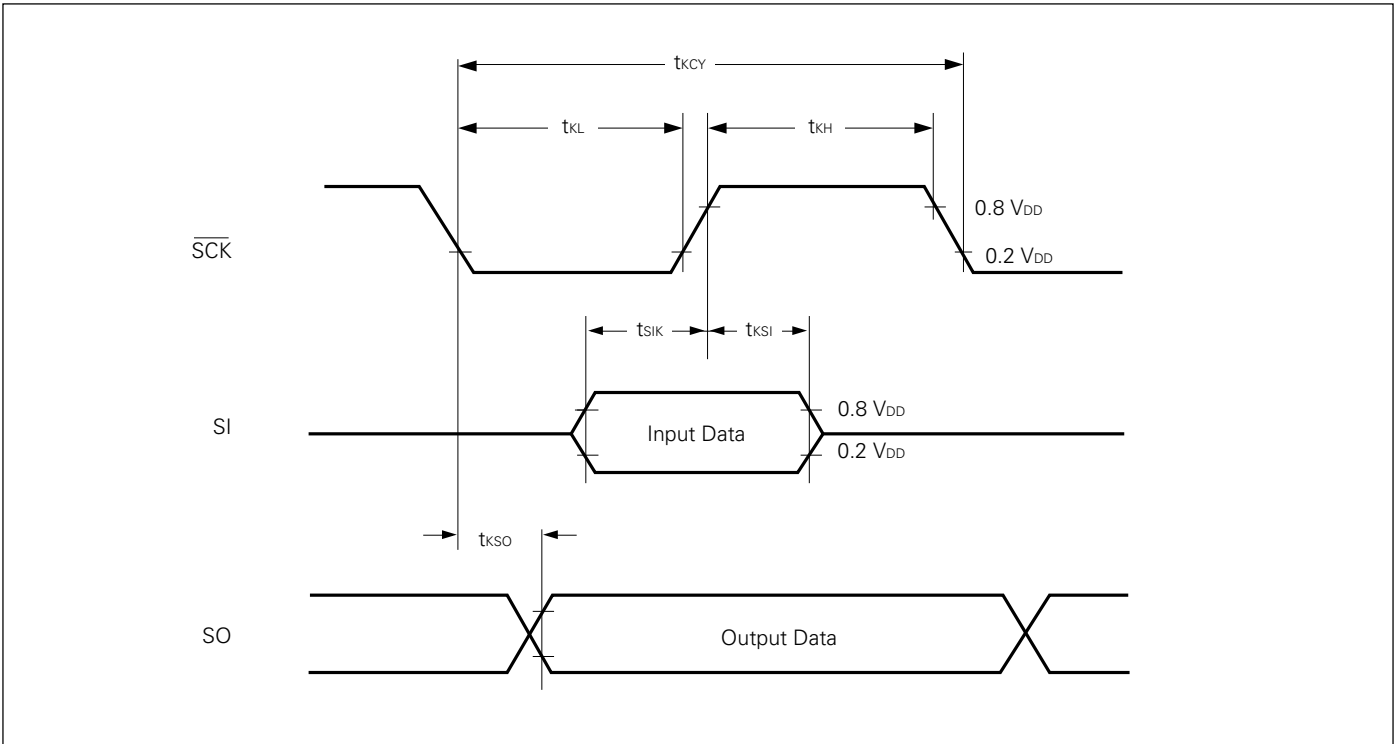 tKCY
tKL
tKH
0.8 VDD
SCK
0.2 VDD
tSIK
tKSI
0.8 VDD
SI
Input Data
0.2 VDD
tKSO
SO
Output Data